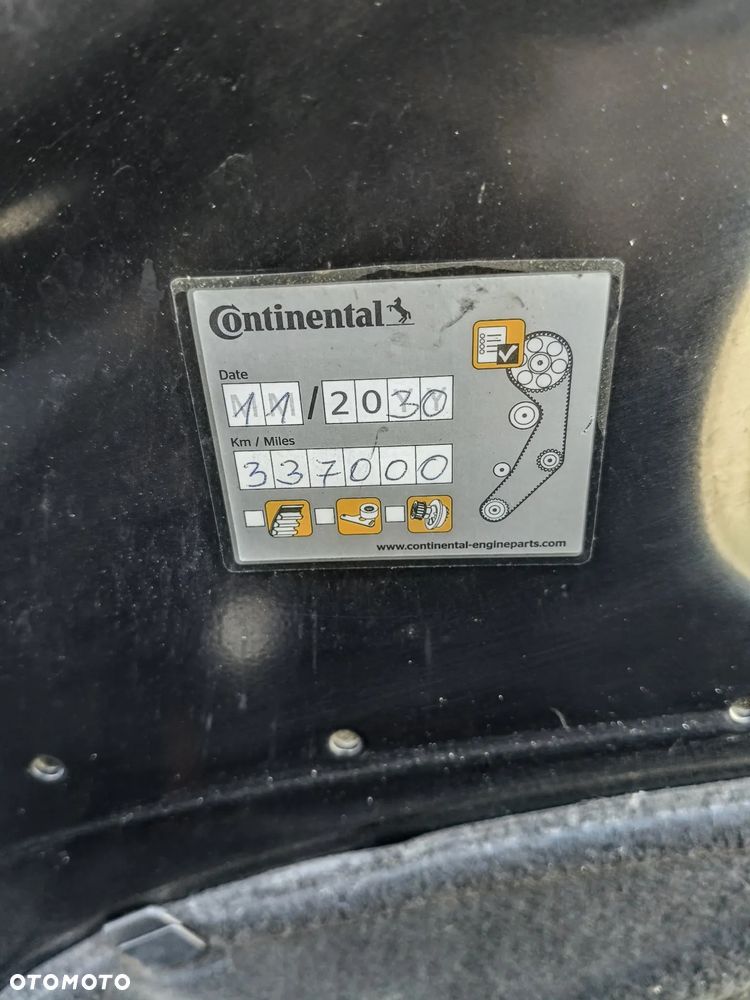 Continental
Date
11/2030
Km / Miles
337000
www.continental-engineparts.com
OTOMOTO